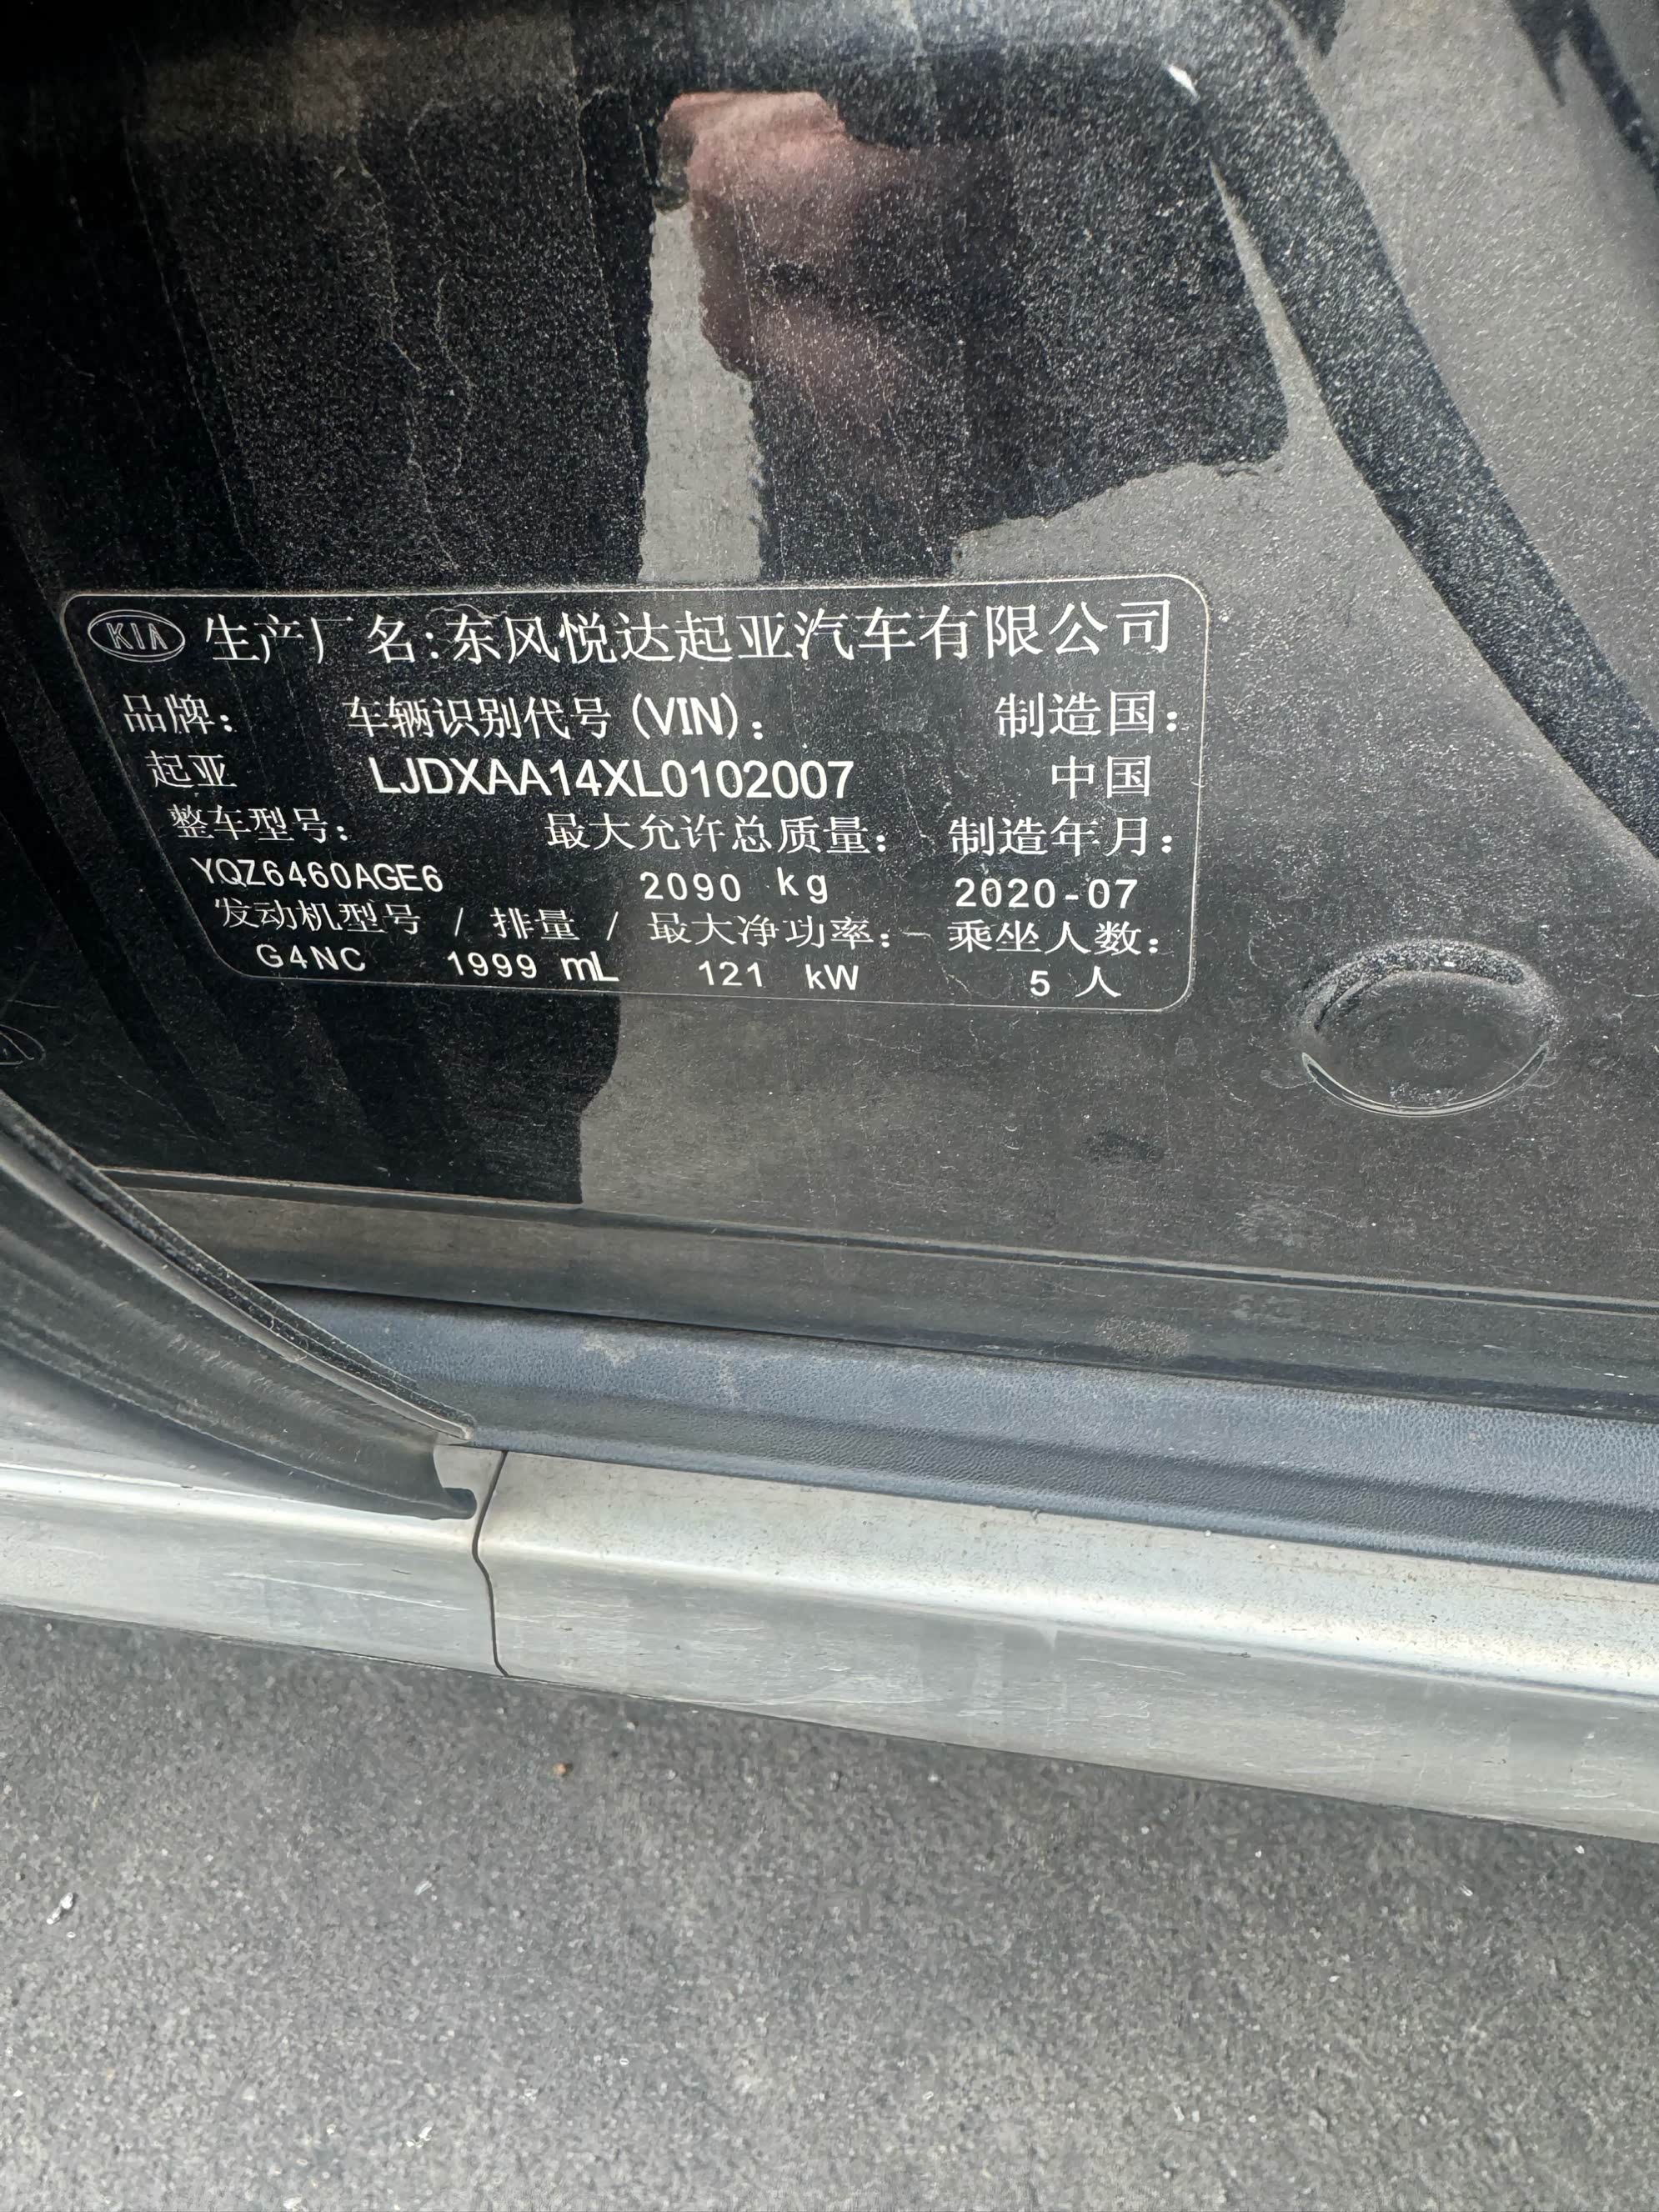 KIA 生产厂名:东风悦达起亚汽车有限公司
品牌: 车辆识别代号(VIN): 制造国:
起亚 LJDXAA14XL0102007 中国
整车型号: 最大允许总质量: 制造年月:
YQZ6460AGE6 2090 kg 2020-07
发动机型号 / 排量 / 最大净功率: 乘坐人数:
G4NC 1999 mL 121 kW 5 人